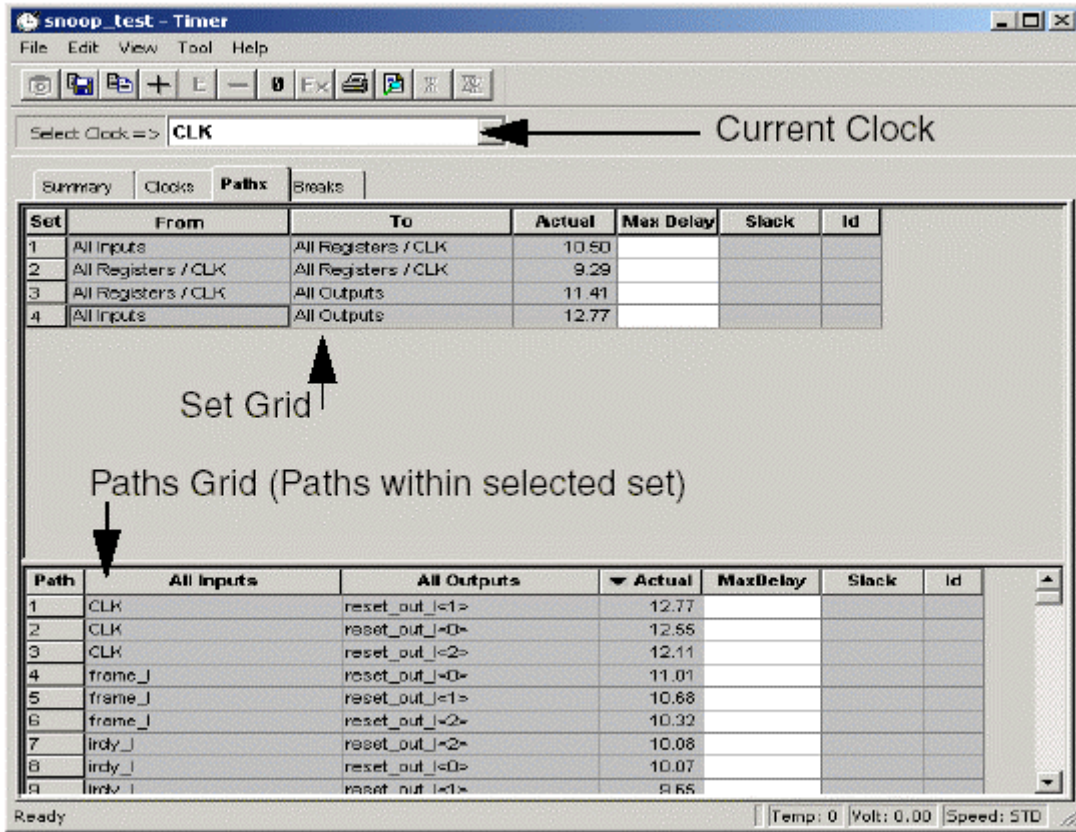 snoop_test - Timer
File Edit View Tool Help
Select Clock => CLK
Current Clock
Summary Clocks Paths Breaks
Set From To Actual Max Delay Slack Id
1 All Inputs All Registers / CLK 10.50
2 All Registers / CLK All Registers / CLK 9.29
3 All Registers / CLK All Outputs 11.41
4 All Inputs All Outputs 12.77
Set Grid
Paths Grid (Paths within selected set)
Path All Inputs All Outputs Actual MaxDelay Slack Id
1 CLK reset_out_l<1> 12.77
2 CLK reset_out_l<0> 12.55
3 CLK reset_out_l<2> 12.11
4 frame_l reset_out_l<0> 11.01
5 frame_l reset_out_l<1> 10.68
6 frame_l reset_out_l<2> 10.32
7 irdy_l reset_out_l<2> 10.08
8 irdy_l reset_out_l<0> 10.07
9 irdy_l reset_out_l<1>
Ready Temp: 0 Volt: 0.00 Speed: STD